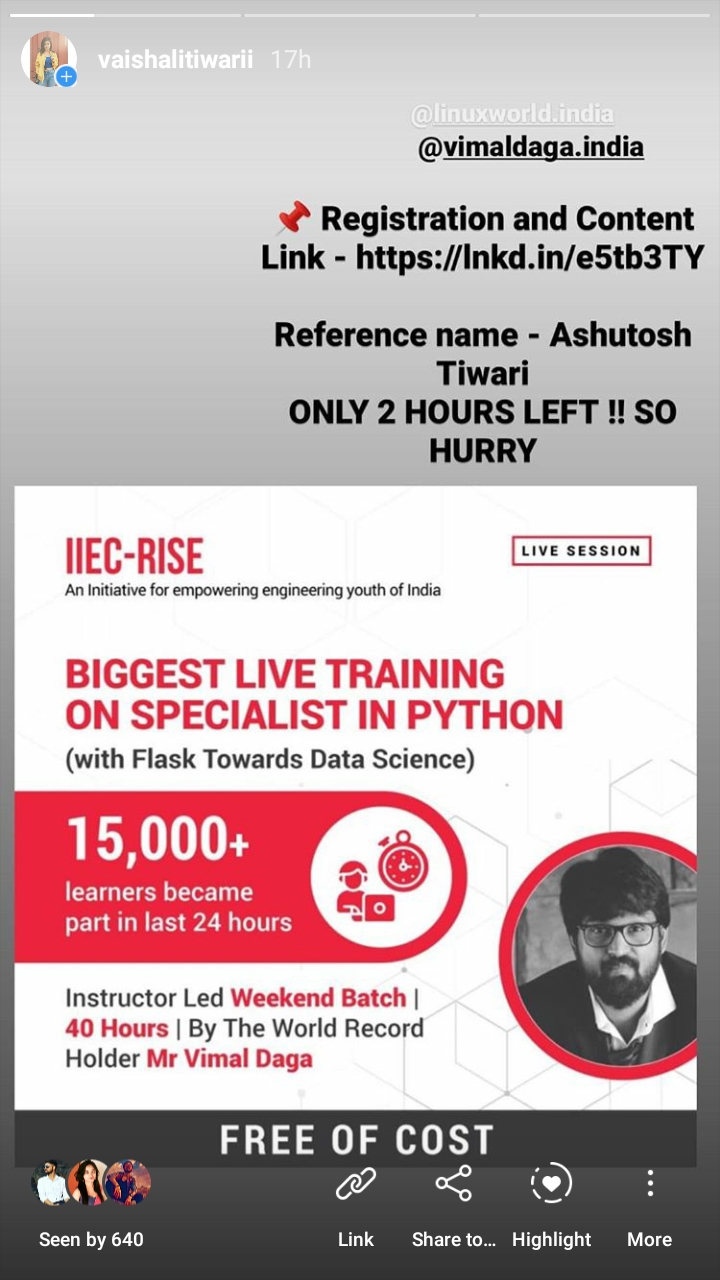 vaishalitiwarii 17h
@linuxworld.india
@vimaldaga.india
📌 Registration and Content
Link - https://lnkd.in/e5tb3TY
Reference name - Ashutosh
Tiwari
ONLY 2 HOURS LEFT !! SO
HURRY
IIEC-RISE
An Initiative for empowering engineering youth of India
LIVE SESSION
BIGGEST LIVE TRAINING
ON SPECIALIST IN PYTHON
(with Flask Towards Data Science)
15,000+
learners became
part in last 24 hours
Instructor Led Weekend Batch |
40 Hours | By The World Record
Holder Mr Vimal Daga
FREE OF COST
Seen by 640
Link
Share to...
Highlight
More